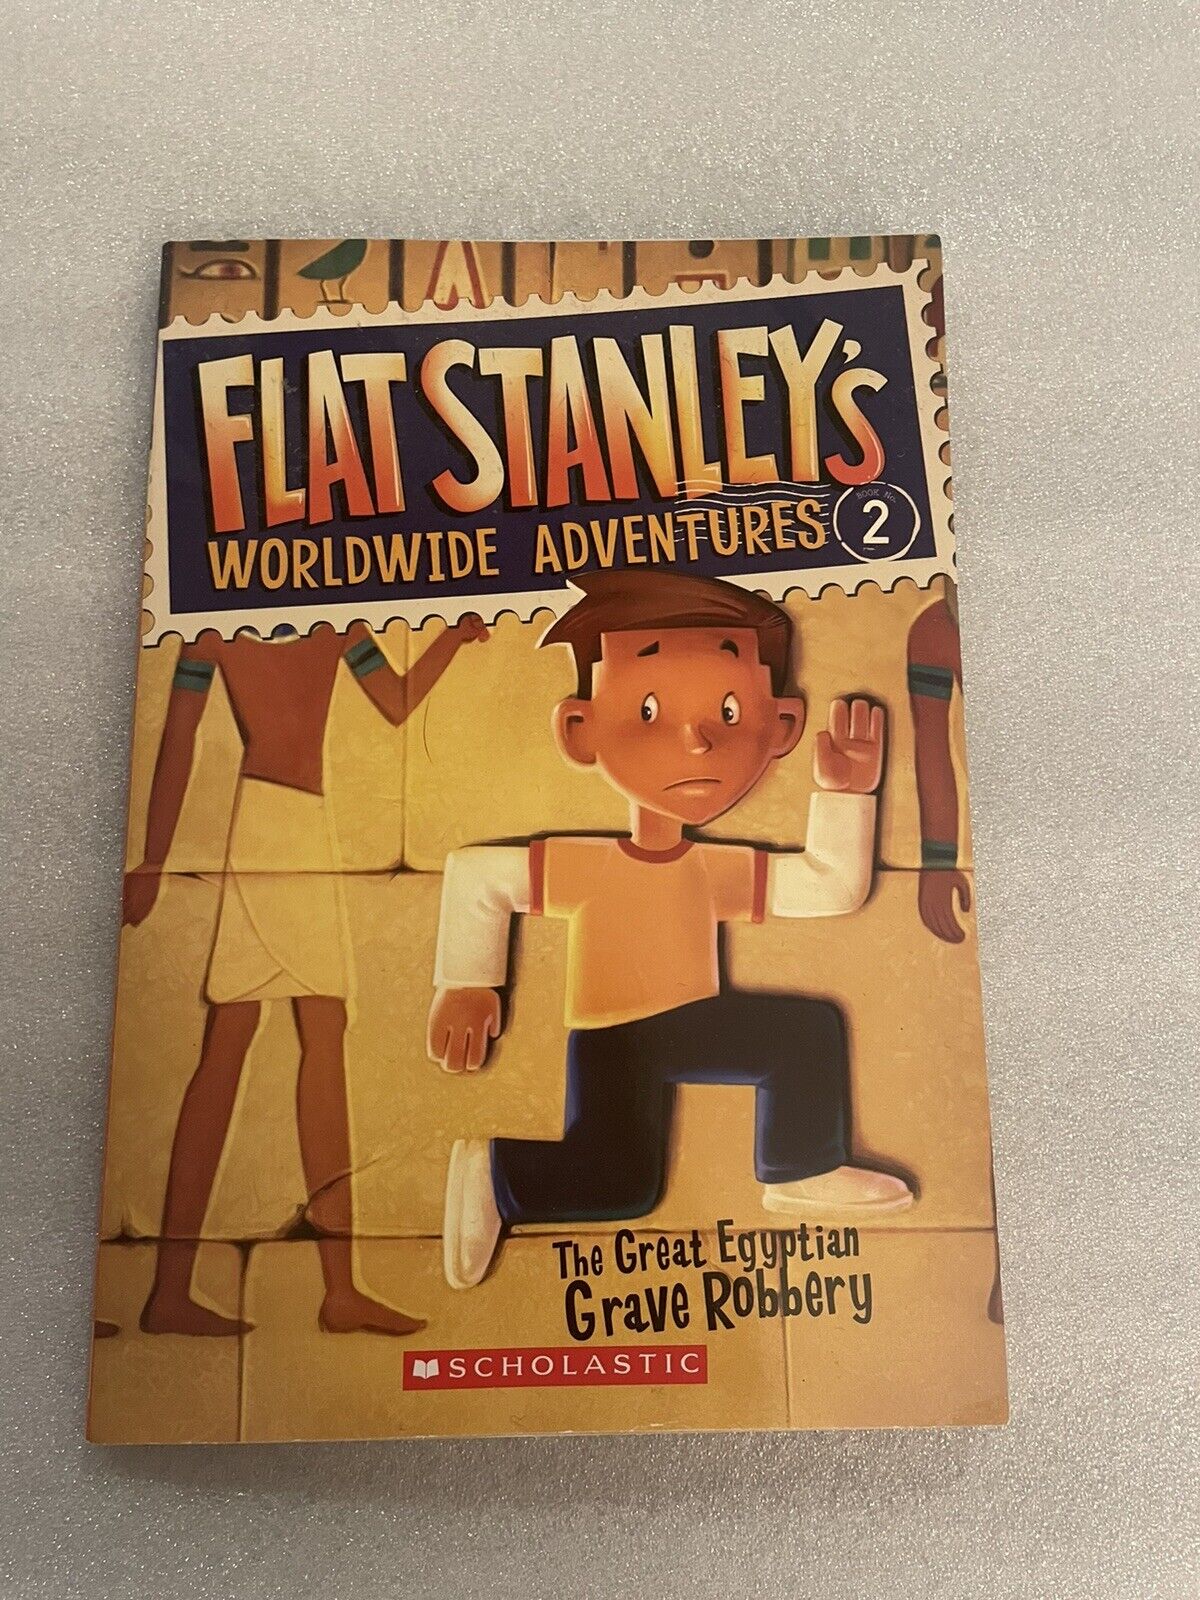 FLAT STANLEY'S
WORLDWIDE ADVENTURES
BOOK No.
2
The Great Egyptian
Grave Robbery
SCHOLASTIC